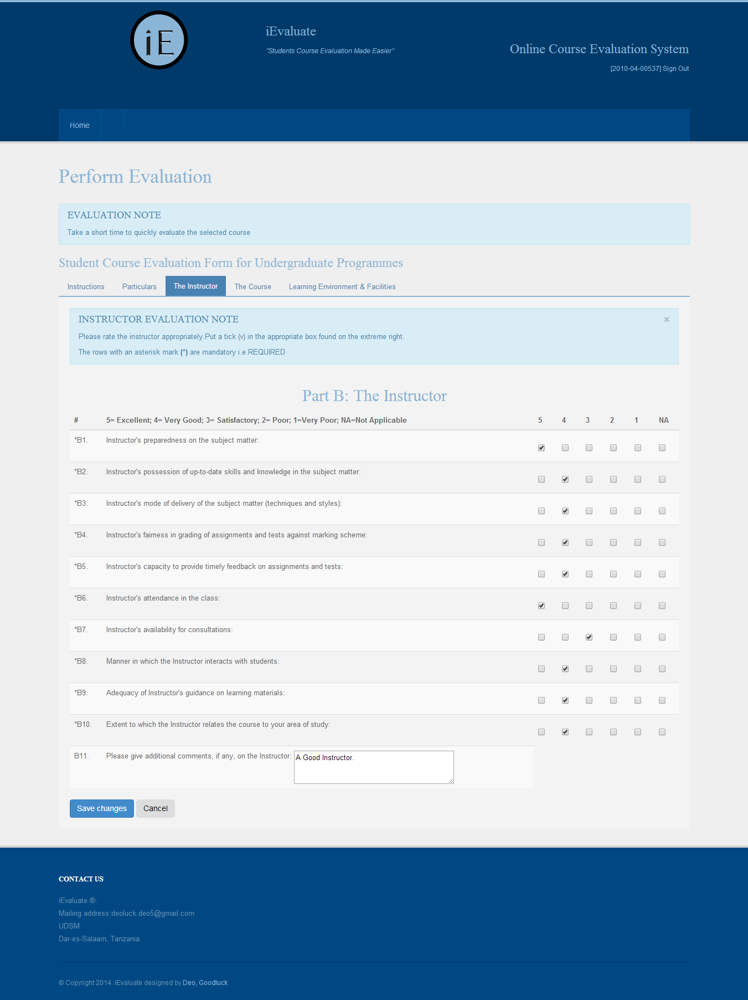 iE
iEvaluate
"Students Course Evaluation Made Easier"
Online Course Evaluation System
[2010-04-00537] Sign Out
Home
Perform Evaluation
EVALUATION NOTE
Take a short time to quickly evaluate the selected course
Student Course Evaluation Form for Undergraduate Programmes
Instructions Particulars The Instructor The Course Learning Environment & Facilities
INSTRUCTOR EVALUATION NOTE ×
Please rate the instructor appropriately.Put a tick (v) in the appropriate box found on the extreme right.
The rows with an asterisk mark (*) are mandatory i.e.REQUIRED
Part B: The Instructor
# 5= Excellent; 4= Very Good; 3= Satisfactory; 2= Poor; 1=Very Poor; NA=Not Applicable 5 4 3 2 1 NA
*B1. Instructor's preparedness on the subject matter:
*B2. Instructor's possession of up-to-date skills and knowledge in the subject matter:
*B3. Instructor's mode of delivery of the subject matter (techniques and styles):
*B4. Instructor's fairness in grading of assignments and tests against marking scheme:
*B5. Instructor's capacity to provide timely feedback on assignments and tests:
*B6. Instructor's attendance in the class:
*B7. Instructor's availability for consultations:
*B8. Manner in which the Instructor interacts with students:
*B9. Adequacy of Instructor's guidance on learning materials:
*B10. Extent to which the Instructor relates the course to your area of study:
B11. Please give additional comments, if any, on the Instructor: A Good Instructor.
Save changes Cancel
CONTACT US
iEvaluate ®.
Mailing address:deoluck.deo5@gmail.com
UDSM
Dar-es-Salaam, Tanzania
© Copyright 2014. iEvaluate designed by Deo, Goodluck